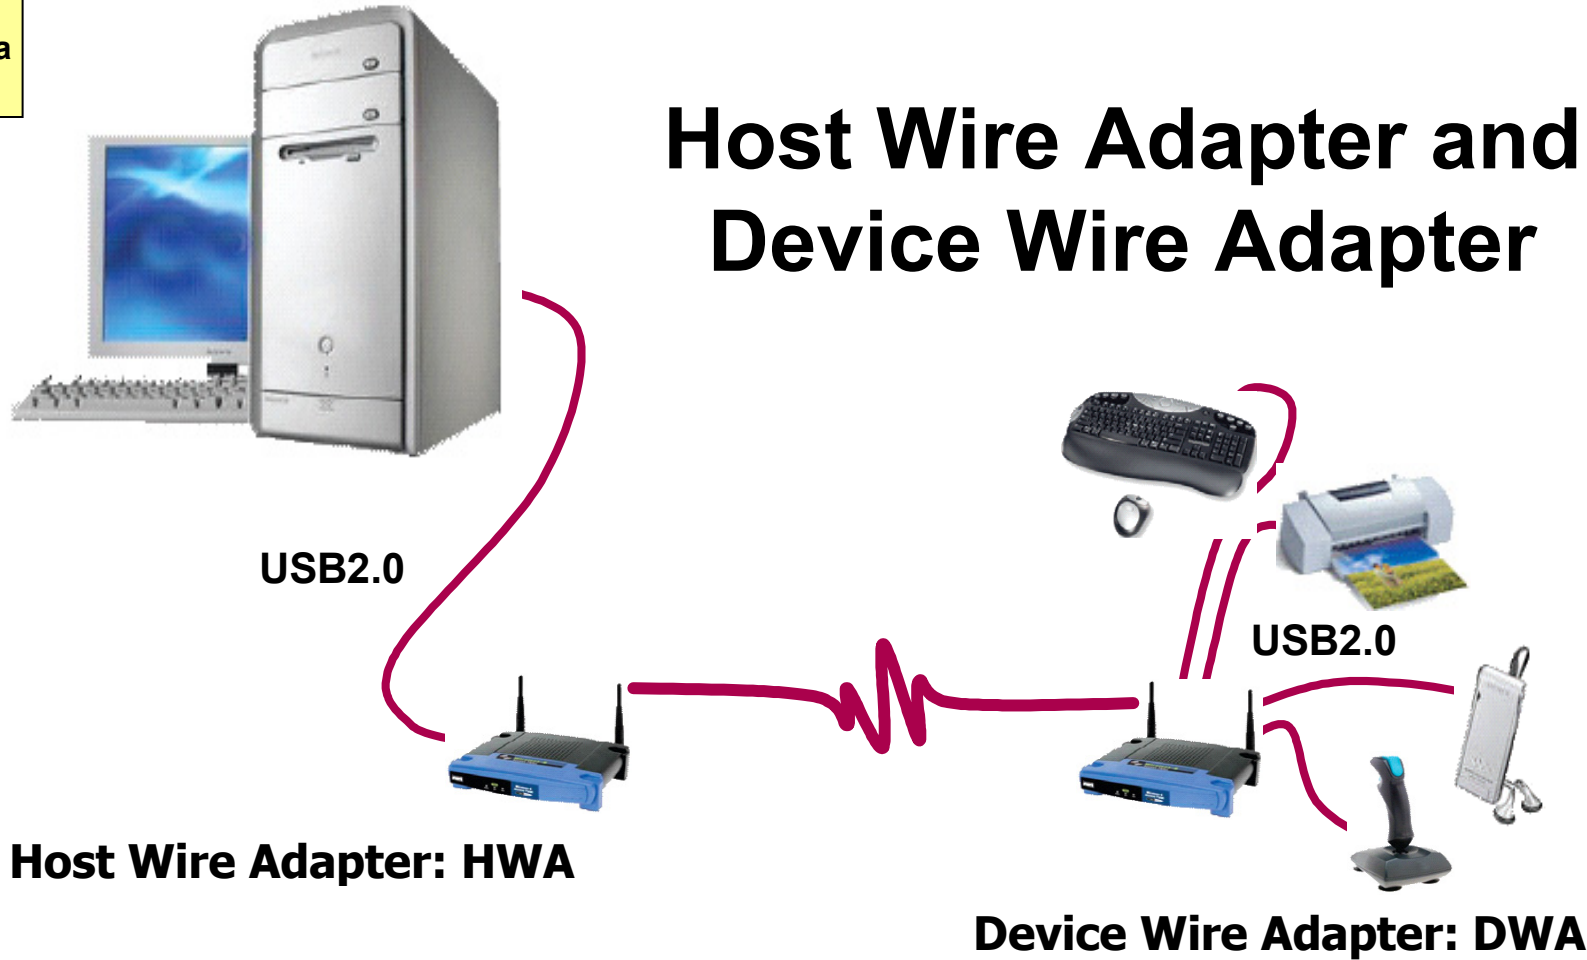 a
Host Wire Adapter and
Device Wire Adapter
USB2.0
USB2.0
Host Wire Adapter: HWA
Device Wire Adapter: DWA